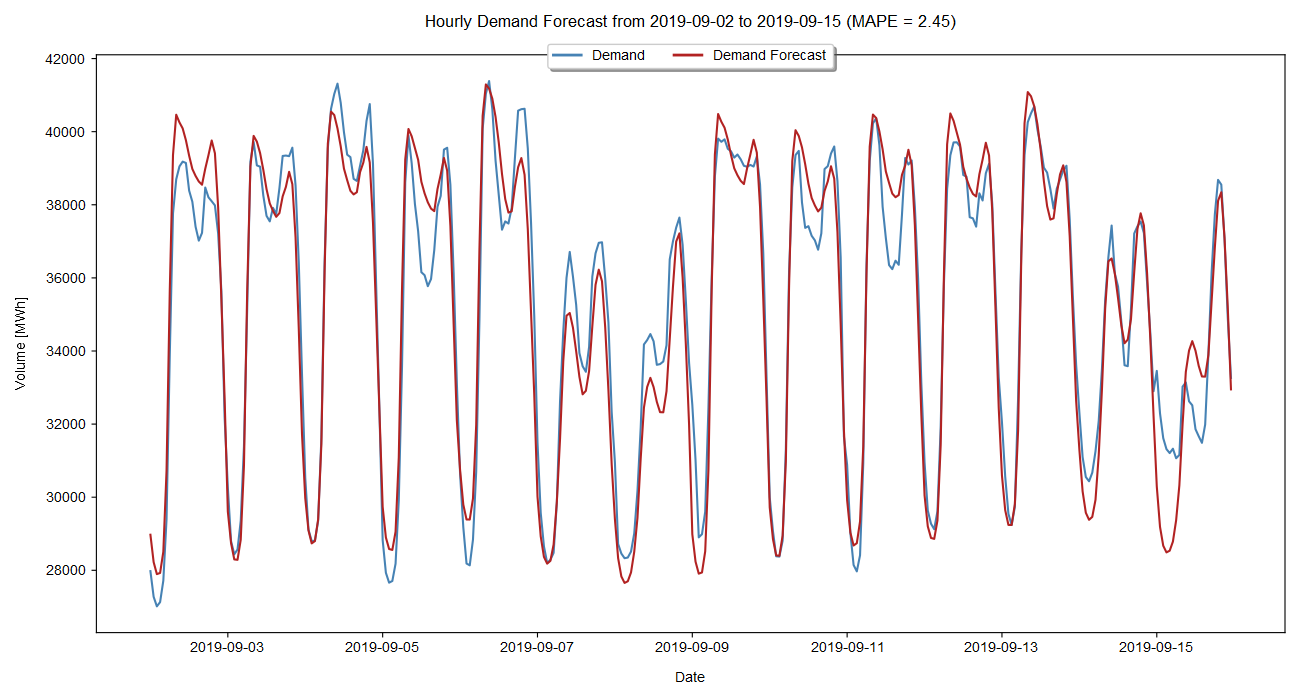 Hourly Demand Forecast from 2019-09-02 to 2019-09-15 (MAPE = 2.45)
Demand Demand Forecast
42000
40000
38000
36000
34000
32000
30000
28000
Volume [MWh]
2019-09-03 2019-09-05 2019-09-07 2019-09-09 2019-09-11 2019-09-13 2019-09-15
Date